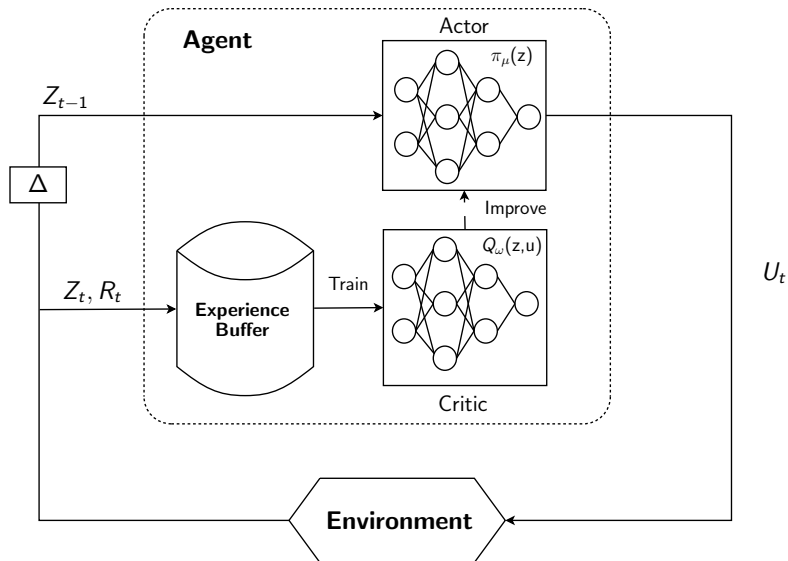 Agent
Actor
π_μ(z)
Z_{t−1}
Δ
Improve
Q_ω(z,u)
Z_t, R_t
Train
Experience
Buffer
U_t
Critic
Environment